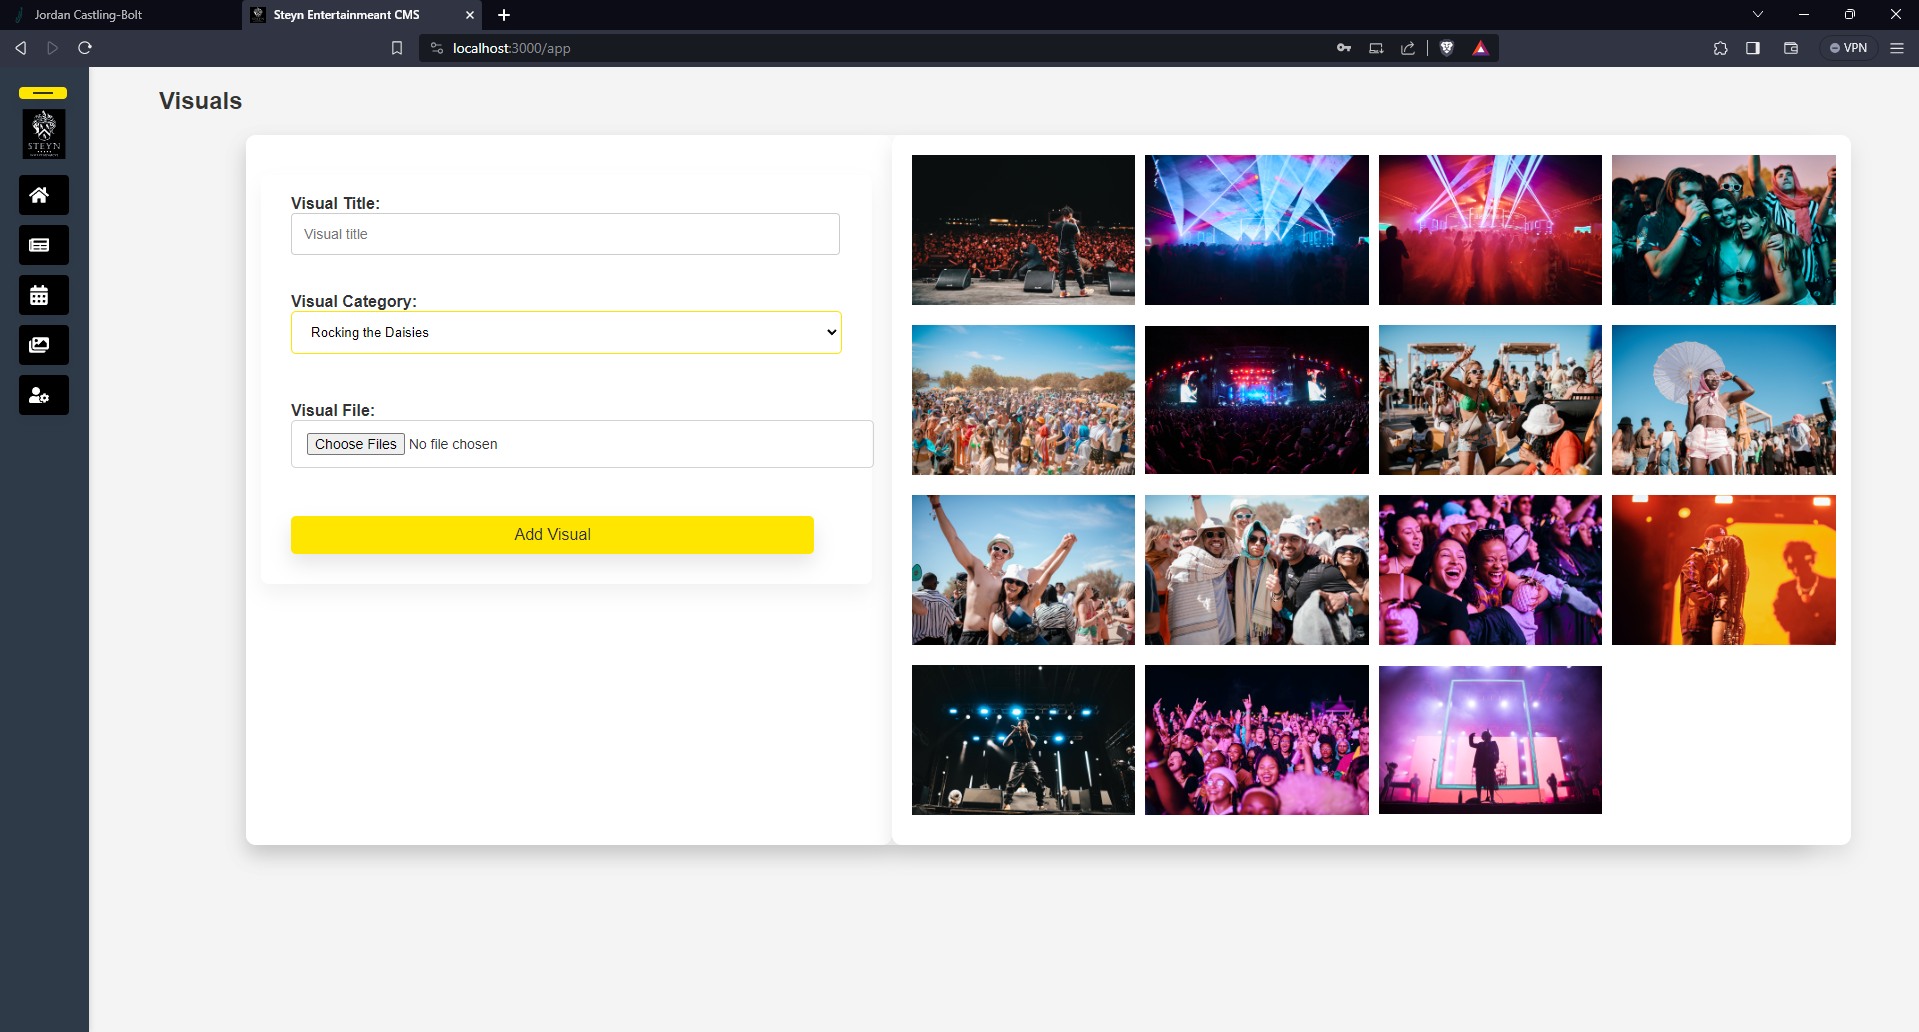 Jordan Castling-Bolt
Steyn Entertainmeant CMS
localhost:3000/app
VPN
STEYN
Visuals
Visual Title:
Visual title
Visual Category:
Rocking the Daisies
Visual File:
Choose Files No file chosen
Add Visual